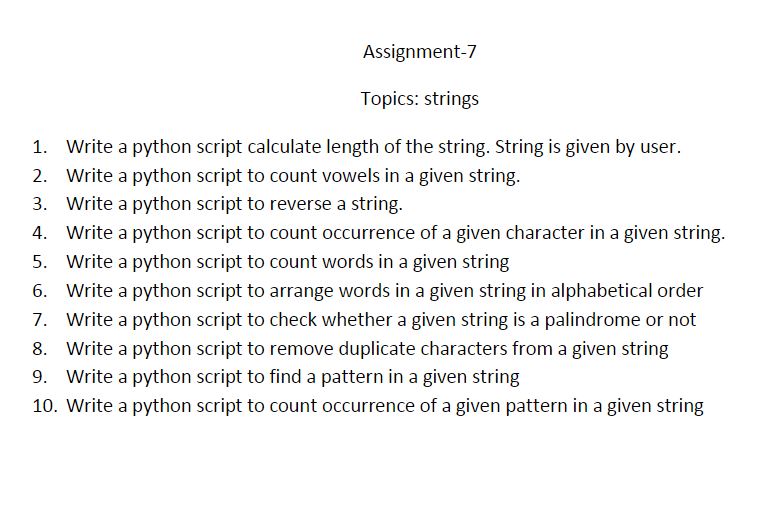 Assignment-7
Topics: strings
1. Write a python script calculate length of the string. String is given by user.
2. Write a python script to count vowels in a given string.
3. Write a python script to reverse a string.
4. Write a python script to count occurrence of a given character in a given string.
5. Write a python script to count words in a given string
6. Write a python script to arrange words in a given string in alphabetical order
7. Write a python script to check whether a given string is a palindrome or not
8. Write a python script to remove duplicate characters from a given string
9. Write a python script to find a pattern in a given string
10. Write a python script to count occurrence of a given pattern in a given string